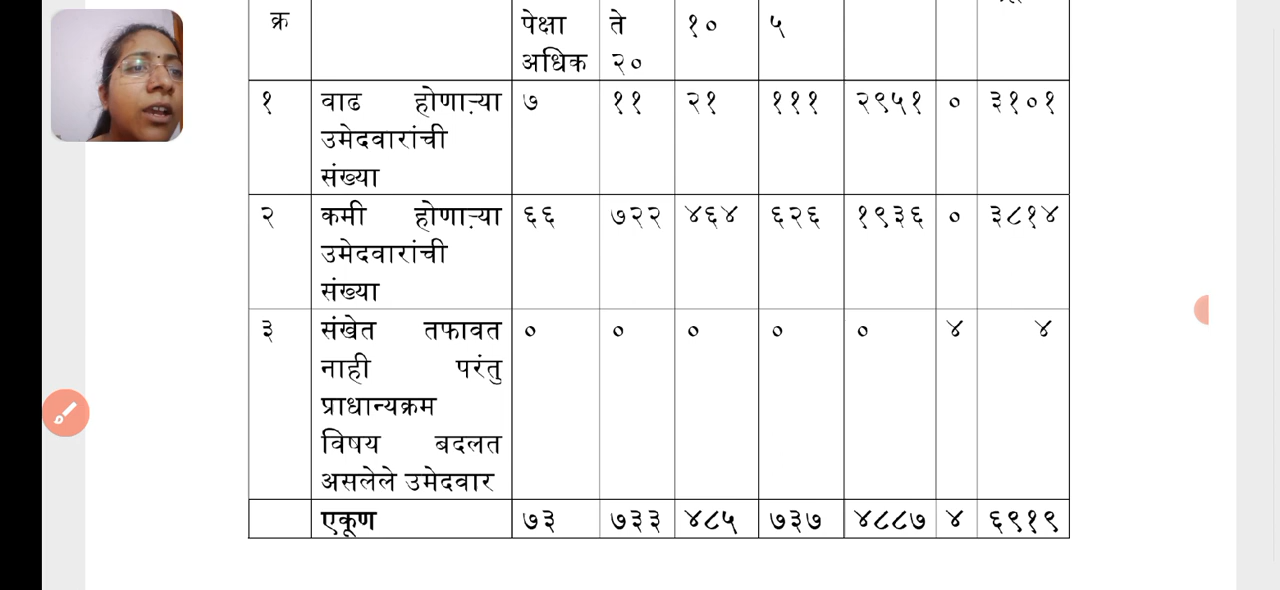 क्र पेक्षा ते १० ५
अधिक २०
१ वाढ होणाऱ्या ७ ११ २१ १११ २९५१ ० ३१०१
उमेदवारांची
संख्या
२ कमी होणाऱ्या ६६ ७२२ ४६४ ६२६ १९३६ ० ३८१४
उमेदवारांची
संख्या
३ संखेत तफावत ० ० ० ० ० ४ ४
नाही परंतु
प्राधान्यक्रम
विषय बदलत
असलेले उमेदवार
एकूण ७३ ७३३ ४८५ ७३७ ४८८७ ४ ६९१९